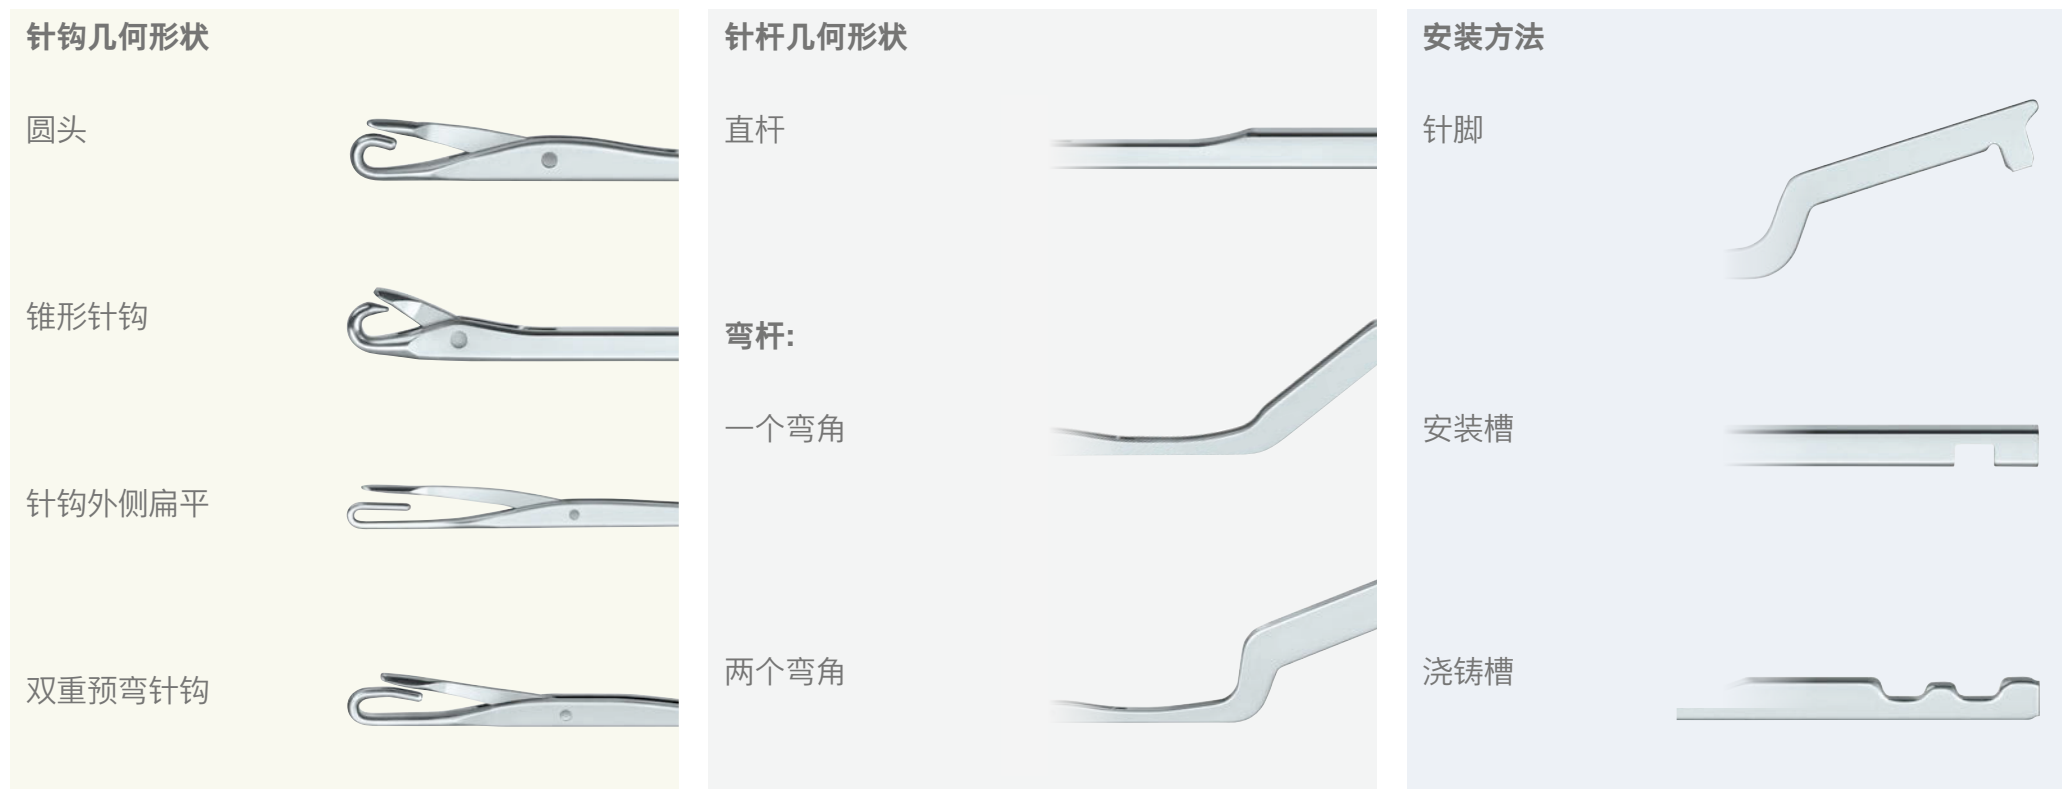 针钩几何形状
圆头
锥形针钩
针钩外侧扁平
双重预弯针钩
针杆几何形状
直杆
弯杆:
一个弯角
两个弯角
安装方法
针脚
安装槽
浇铸槽